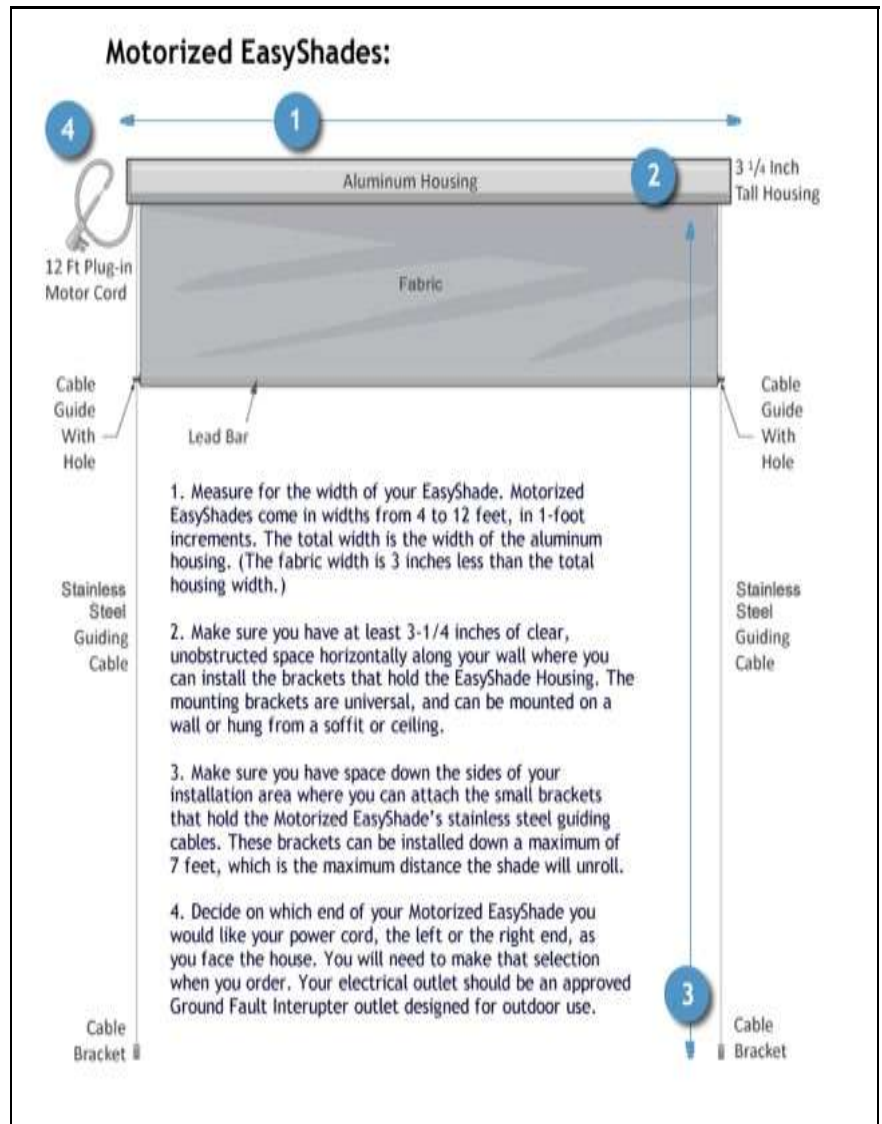 Motorized EasyShades:
1
4
2
Aluminum Housing
3 1/4 Inch
Tall Housing
12 Ft Plug-in
Motor Cord
Fabric
Cable
Guide
With
Hole
Cable
Guide
With
Hole
Lead Bar
1. Measure for the width of your EasyShade. Motorized
EasyShades come in widths from 4 to 12 feet, in 1-foot
increments. The total width is the width of the aluminum
housing. (The fabric width is 3 inches less than the total
housing width.)
Stainless
Steel
Guiding
Cable
Stainless
Steel
Guiding
Cable
2. Make sure you have at least 3-1/4 inches of clear,
unobstructed space horizontally along your wall where you
can install the brackets that hold the EasyShade Housing. The
mounting brackets are universal, and can be mounted on a
wall or hung from a soffit or ceiling.
3. Make sure you have space down the sides of your
installation area where you can attach the small brackets
that hold the Motorized EasyShade's stainless steel guiding
cables. These brackets can be installed down a maximum of
7 feet, which is the maximum distance the shade will unroll.
4. Decide on which end of your Motorized EasyShade you
would like your power cord, the left or the right end, as
you face the house. You will need to make that selection
when you order. Your electrical outlet should be an approved
Ground Fault Interupter outlet designed for outdoor use.
3
Cable
Bracket
Cable
Bracket